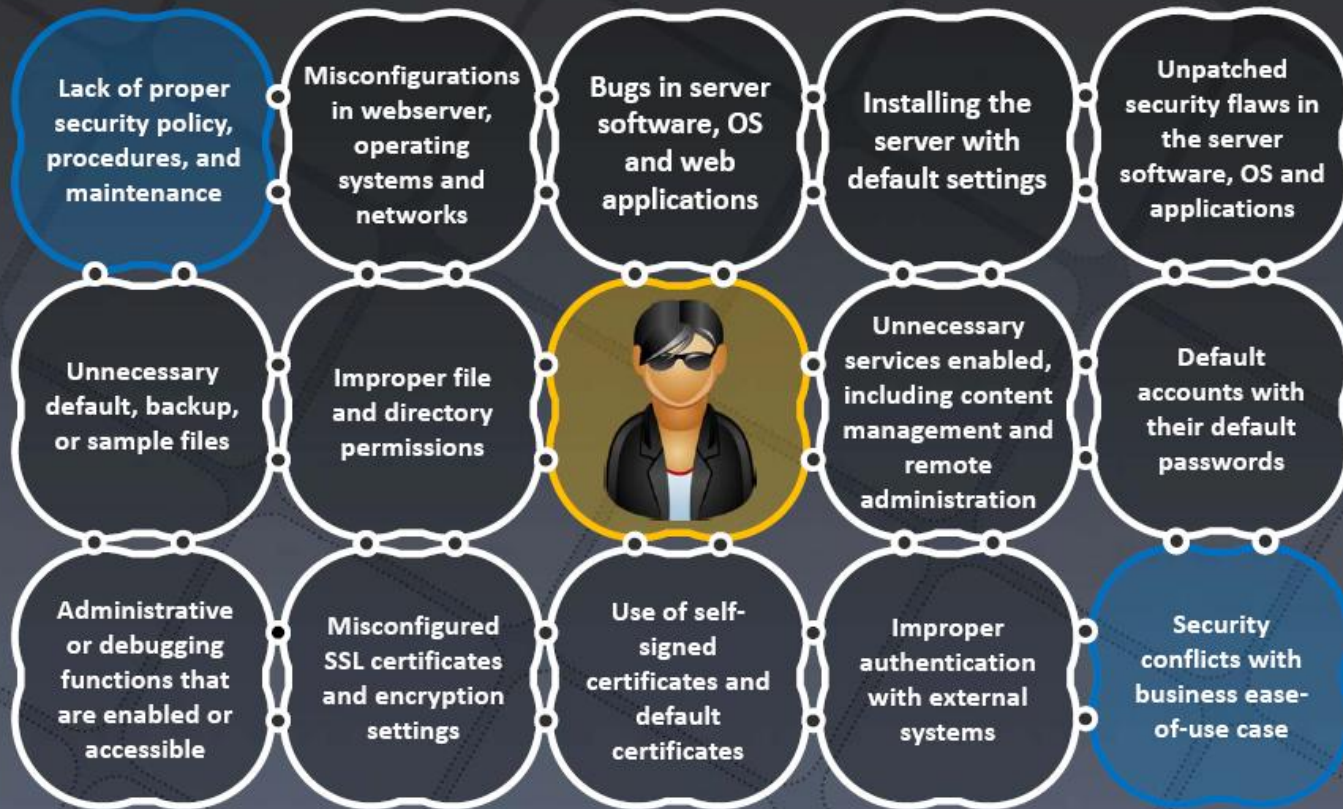 Lack of proper
security policy,
procedures, and
maintenance
Misconfigurations
in webserver,
operating
systems and
networks
Bugs in server
software, OS
and web
applications
Installing the
server with
default settings
Unpatched
security flaws in
the server
software, OS and
applications
Unnecessary
default, backup,
or sample files
Improper file
and directory
permissions
Unnecessary
services enabled,
including content
management and
remote
administration
Default
accounts with
their default
passwords
Administrative
or debugging
functions that
are enabled or
accessible
Misconfigured
SSL certificates
and encryption
settings
Use of self-
signed
certificates and
default
certificates
Improper
authentication
with external
systems
Security
conflicts with
business ease-
of-use case